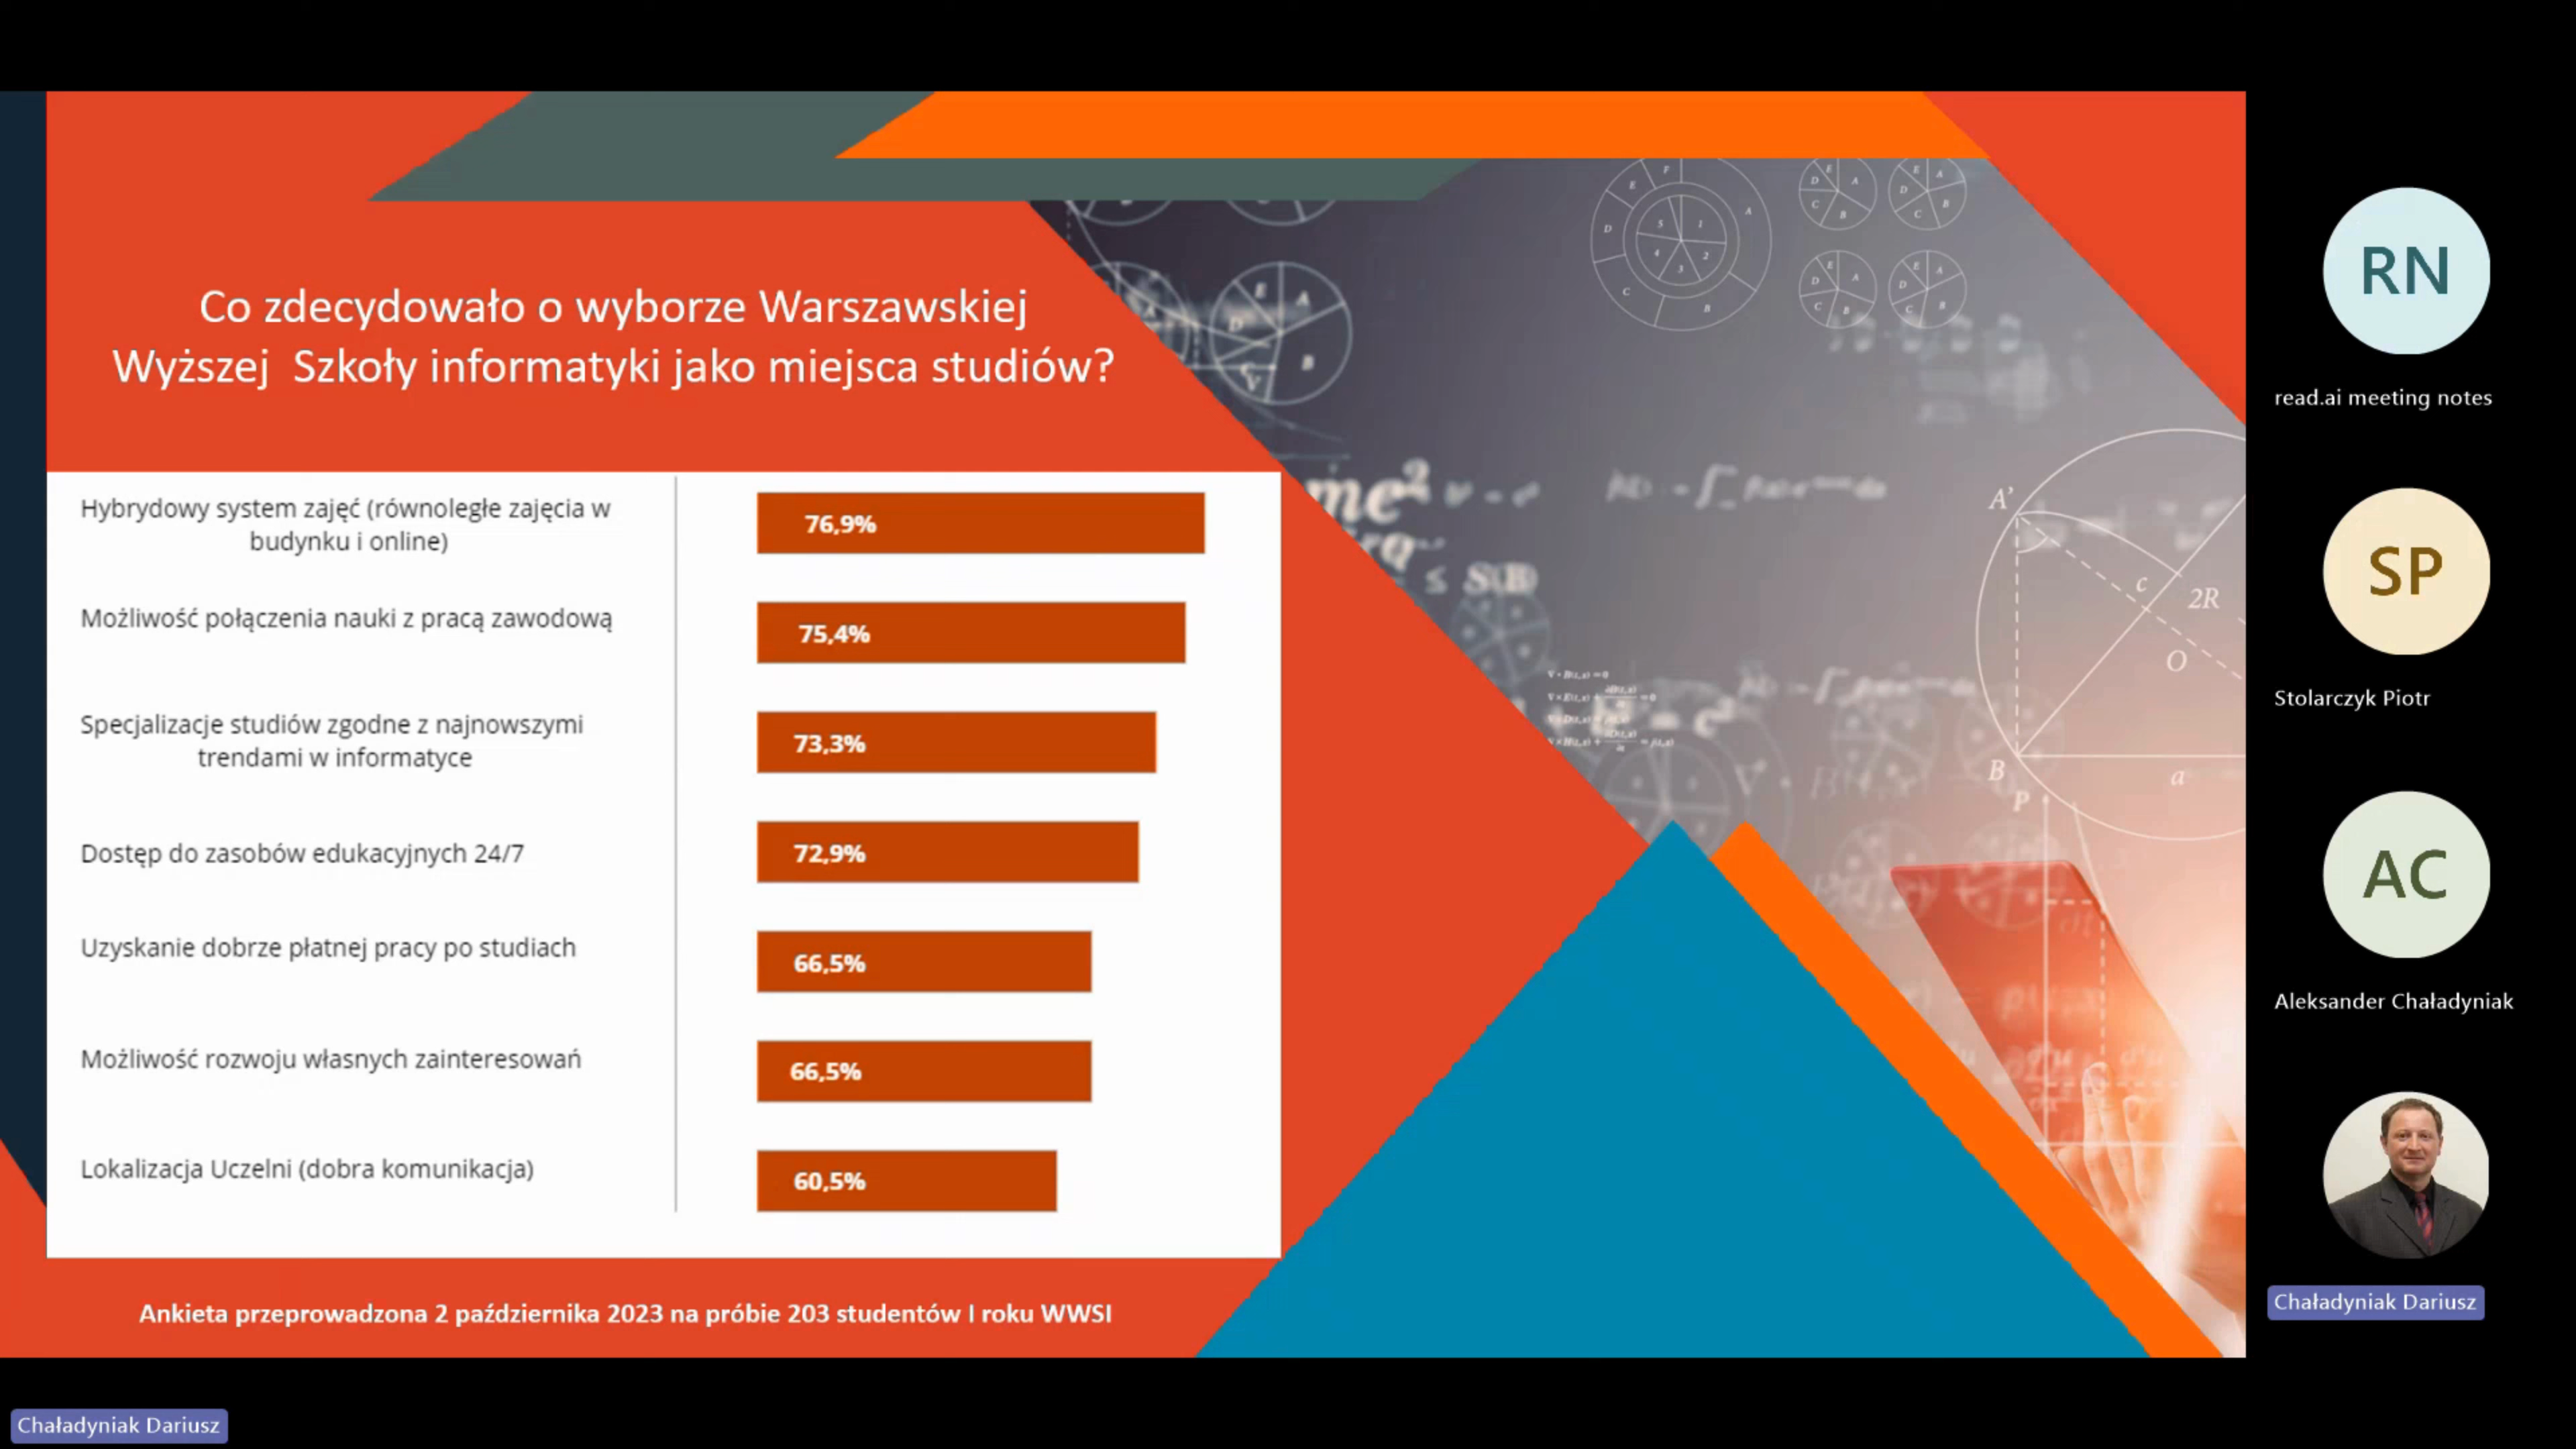 Co zdecydowało o wyborze Warszawskiej
Wyższej Szkoły informatyki jako miejsca studiów?
Hybrydowy system zajęć (równoległe zajęcia w
budynku i online)
76,9%
Możliwość połączenia nauki z pracą zawodową
75,4%
Specjalizacje studiów zgodne z najnowszymi
trendami w informatyce
73,3%
Dostęp do zasobów edukacyjnych 24/7
72,9%
Uzyskanie dobrze płatnej pracy po studiach
66,5%
Możliwość rozwoju własnych zainteresowań
66,5%
Lokalizacja Uczelni (dobra komunikacja)
60,5%
Ankieta przeprowadzona 2 października 2023 na próbie 203 studentów I roku WWSI
mc²
A'
c
2R
O
B
a
P
RN
read.ai meeting notes
SP
Stolarczyk Piotr
AC
Aleksander Chaładyniak
Chaładyniak Dariusz
Chaładyniak Dariusz